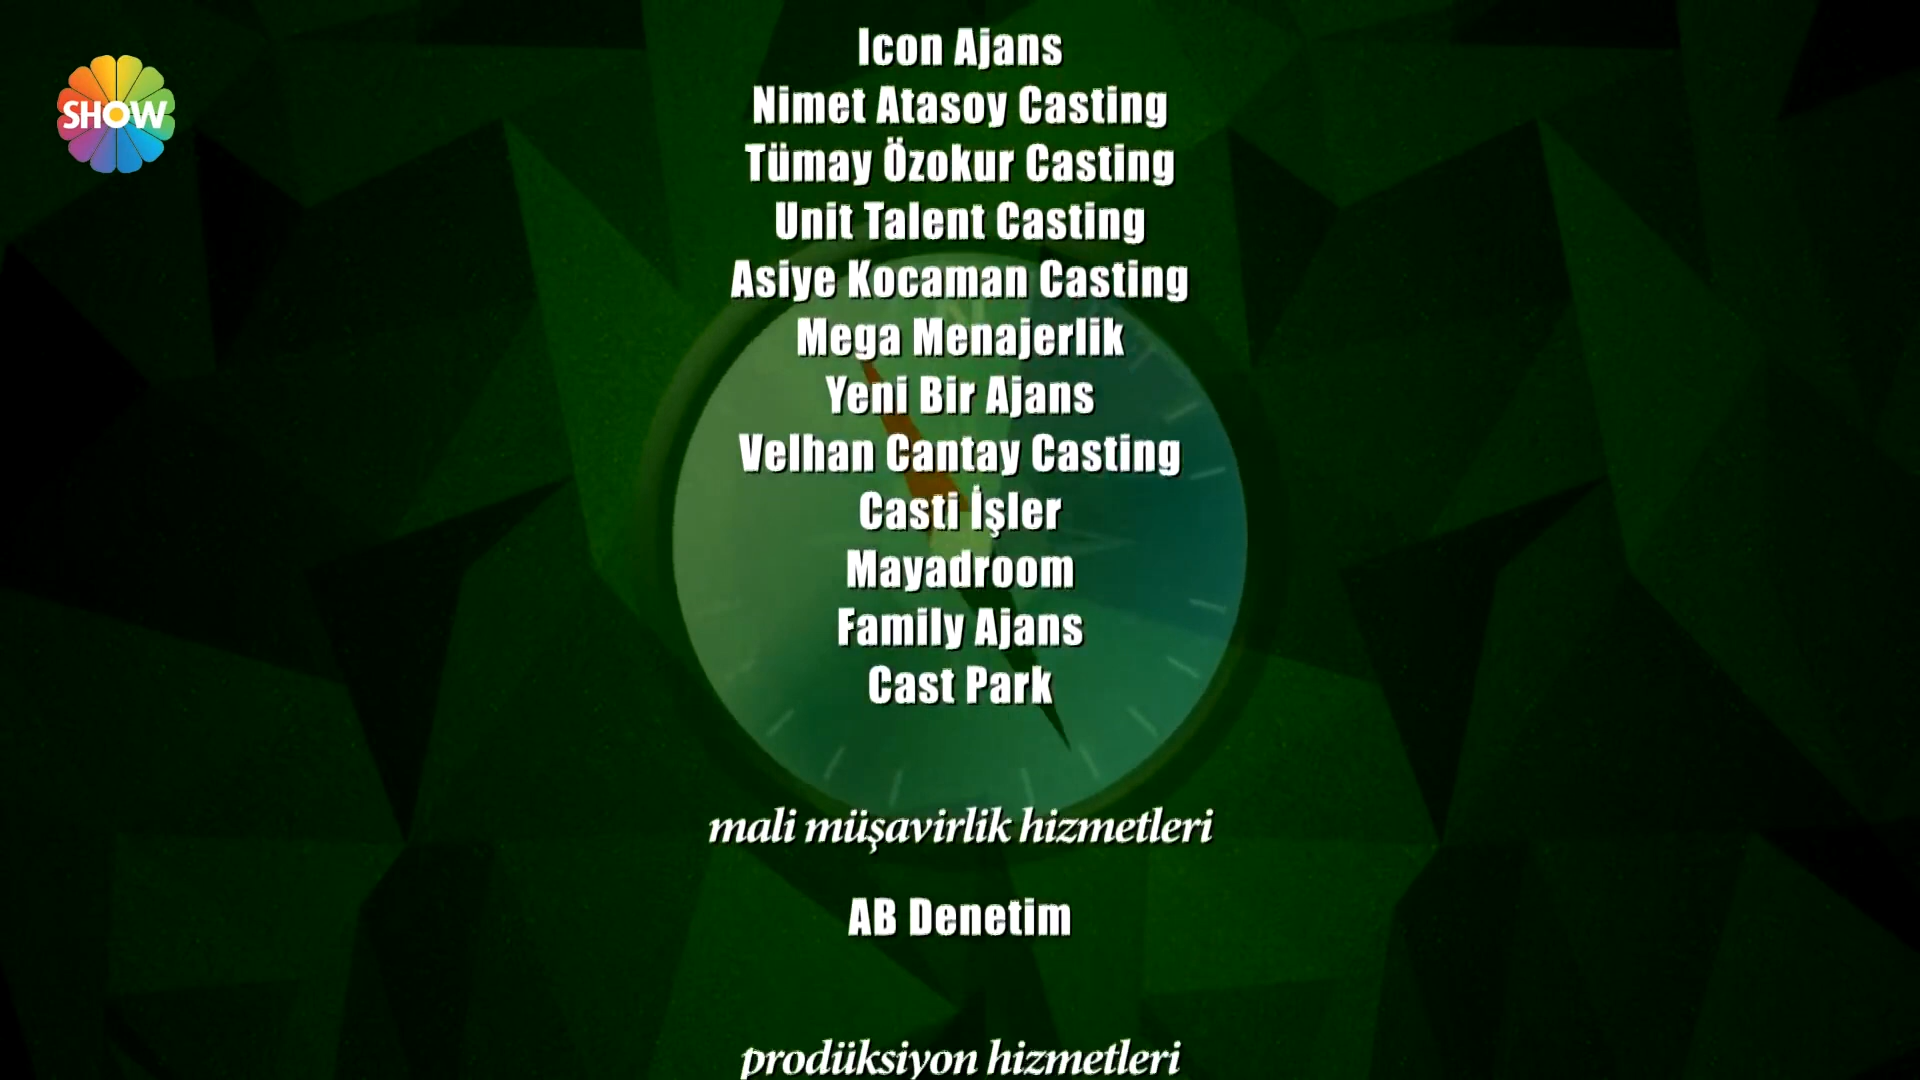 SHOW
Icon Ajans
Nimet Atasoy Casting
Tümay Özokur Casting
Unit Talent Casting
Asiye Kocaman Casting
Mega Menajerlik
Yeni Bir Ajans
Velhan Cantay Casting
Casti İşler
Mayadroom
Family Ajans
Cast Park
mali müşavirlik hizmetleri
AB Denetim
prodüksiyon hizmetleri